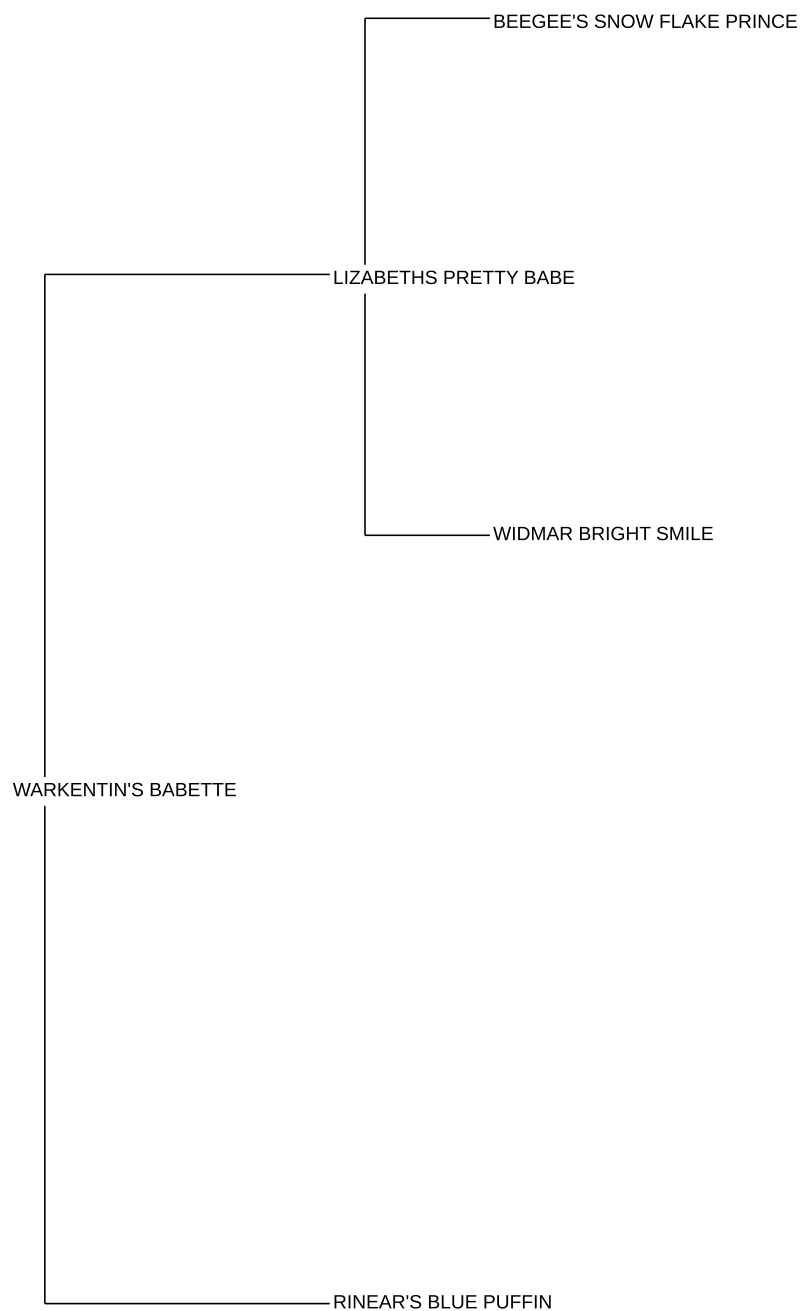 BEEGEE'S SNOW FLAKE PRINCE
LIZABETHS PRETTY BABE
WIDMAR BRIGHT SMILE
WARKENTIN'S BABETTE
RINEAR'S BLUE PUFFIN